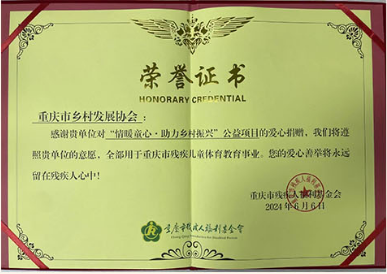 荣誉证书
HONORARY CREDENTIAL
重庆市乡村发展协会:
感谢贵单位对“情暖童心·助力乡村振兴”公益项目的爱心捐赠,我们将遵
照贵单位的意愿,全部用于重庆市残疾儿童体育教育事业。您的爱心善举将永远
留在残疾人心中!
重庆市残疾人福利基金会
2024年6月6日
重庆市残疾人福利基金會